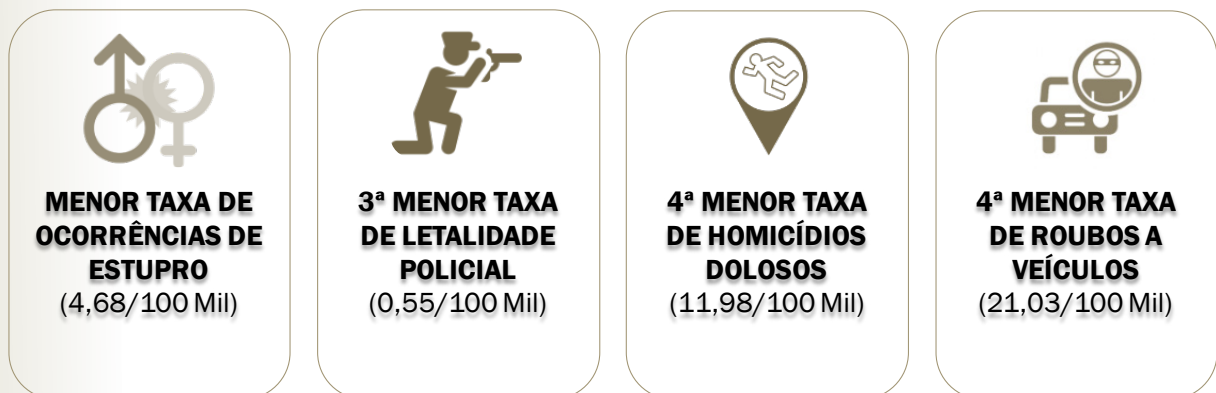 MENOR TAXA DE
OCORRÊNCIAS DE
ESTUPRO
(4,68/100 Mil)
3ª MENOR TAXA
DE LETALIDADE
POLICIAL
(0,55/100 Mil)
4ª MENOR TAXA
DE HOMICÍDIOS
DOLOSOS
(11,98/100 Mil)
4ª MENOR TAXA
DE ROUBOS A
VEÍCULOS
(21,03/100 Mil)